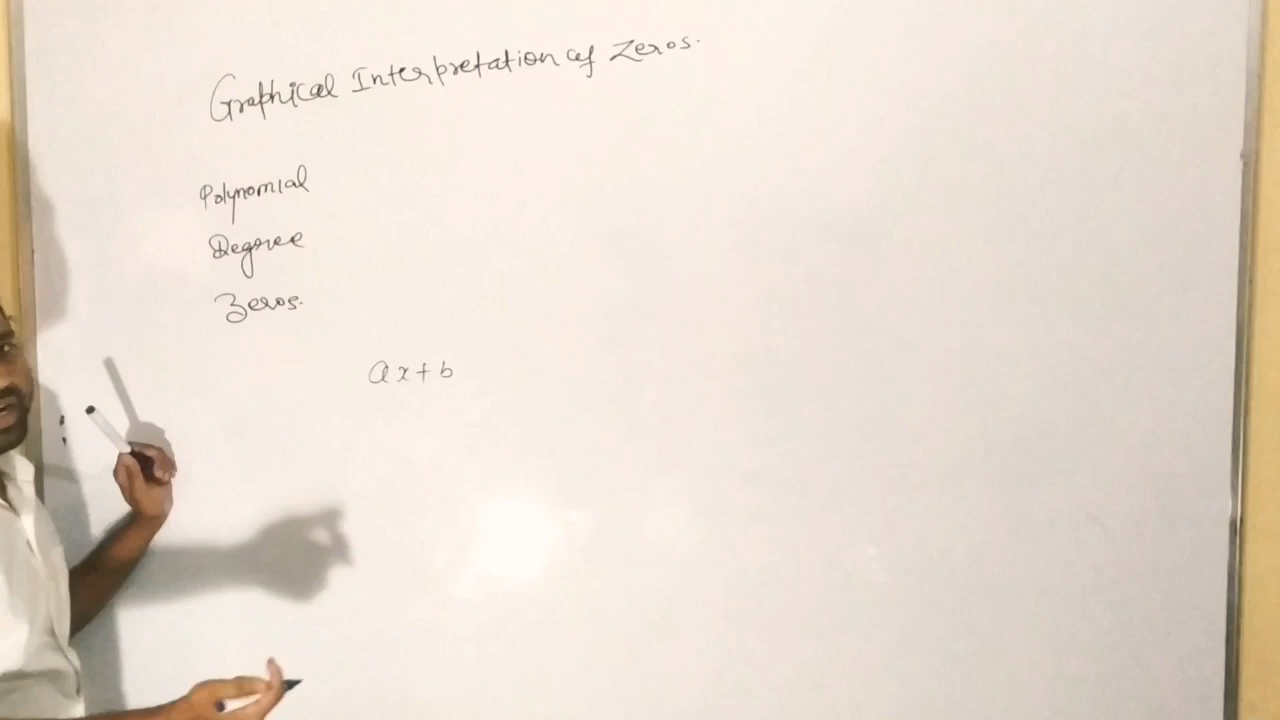 Graphical Interpretation of Zeros.
Polynomial
Degree
Zeros.
ax+b